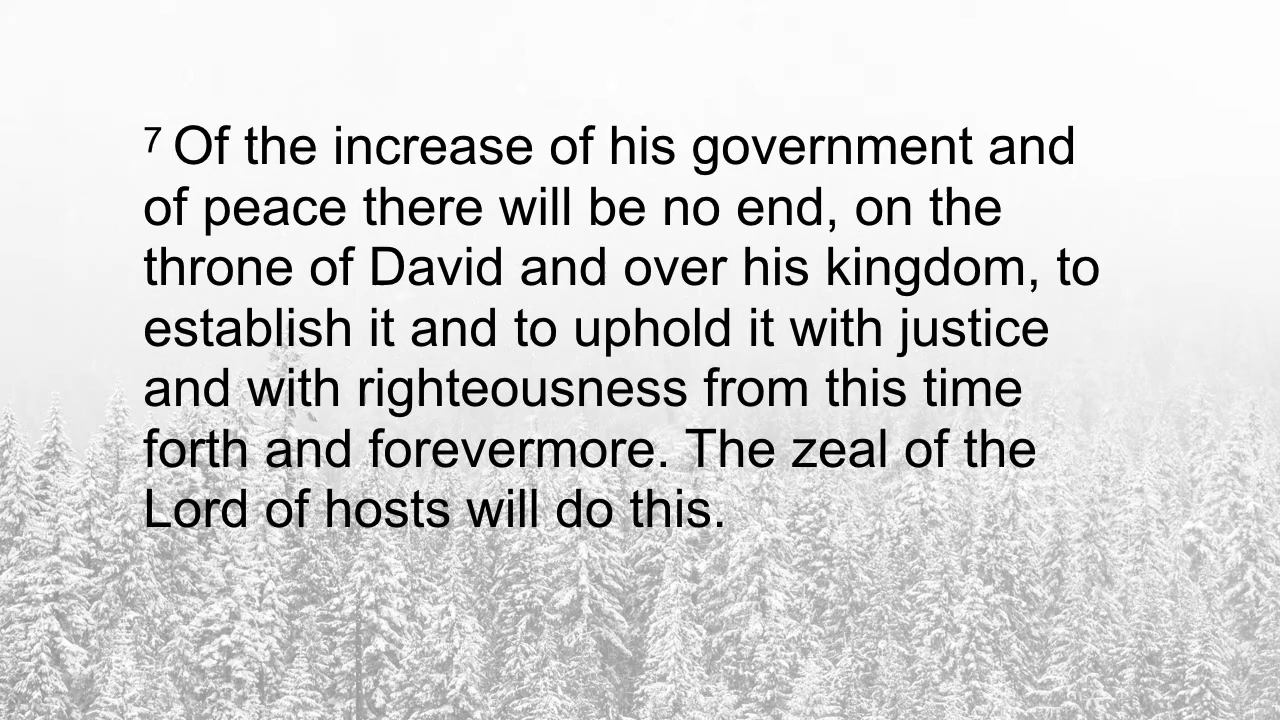 7 Of the increase of his government and
of peace there will be no end, on the
throne of David and over his kingdom, to
establish it and to uphold it with justice
and with righteousness from this time
forth and forevermore. The zeal of the
Lord of hosts will do this.